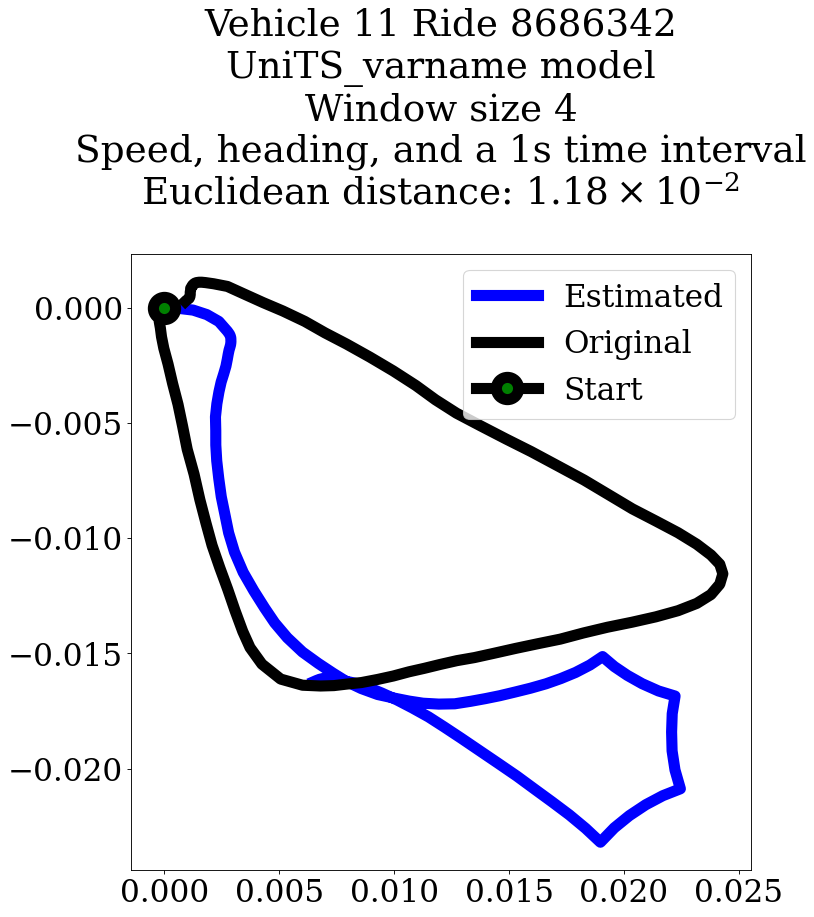 Vehicle 11 Ride 8686342
UniTS_varname model
Window size 4
Speed, heading, and a 1s time interval
Euclidean distance: 1.18 × 10⁻²
Estimated
Original
Start
0.000
−0.005
−0.010
−0.015
−0.020
0.000 0.005 0.010 0.015 0.020 0.025